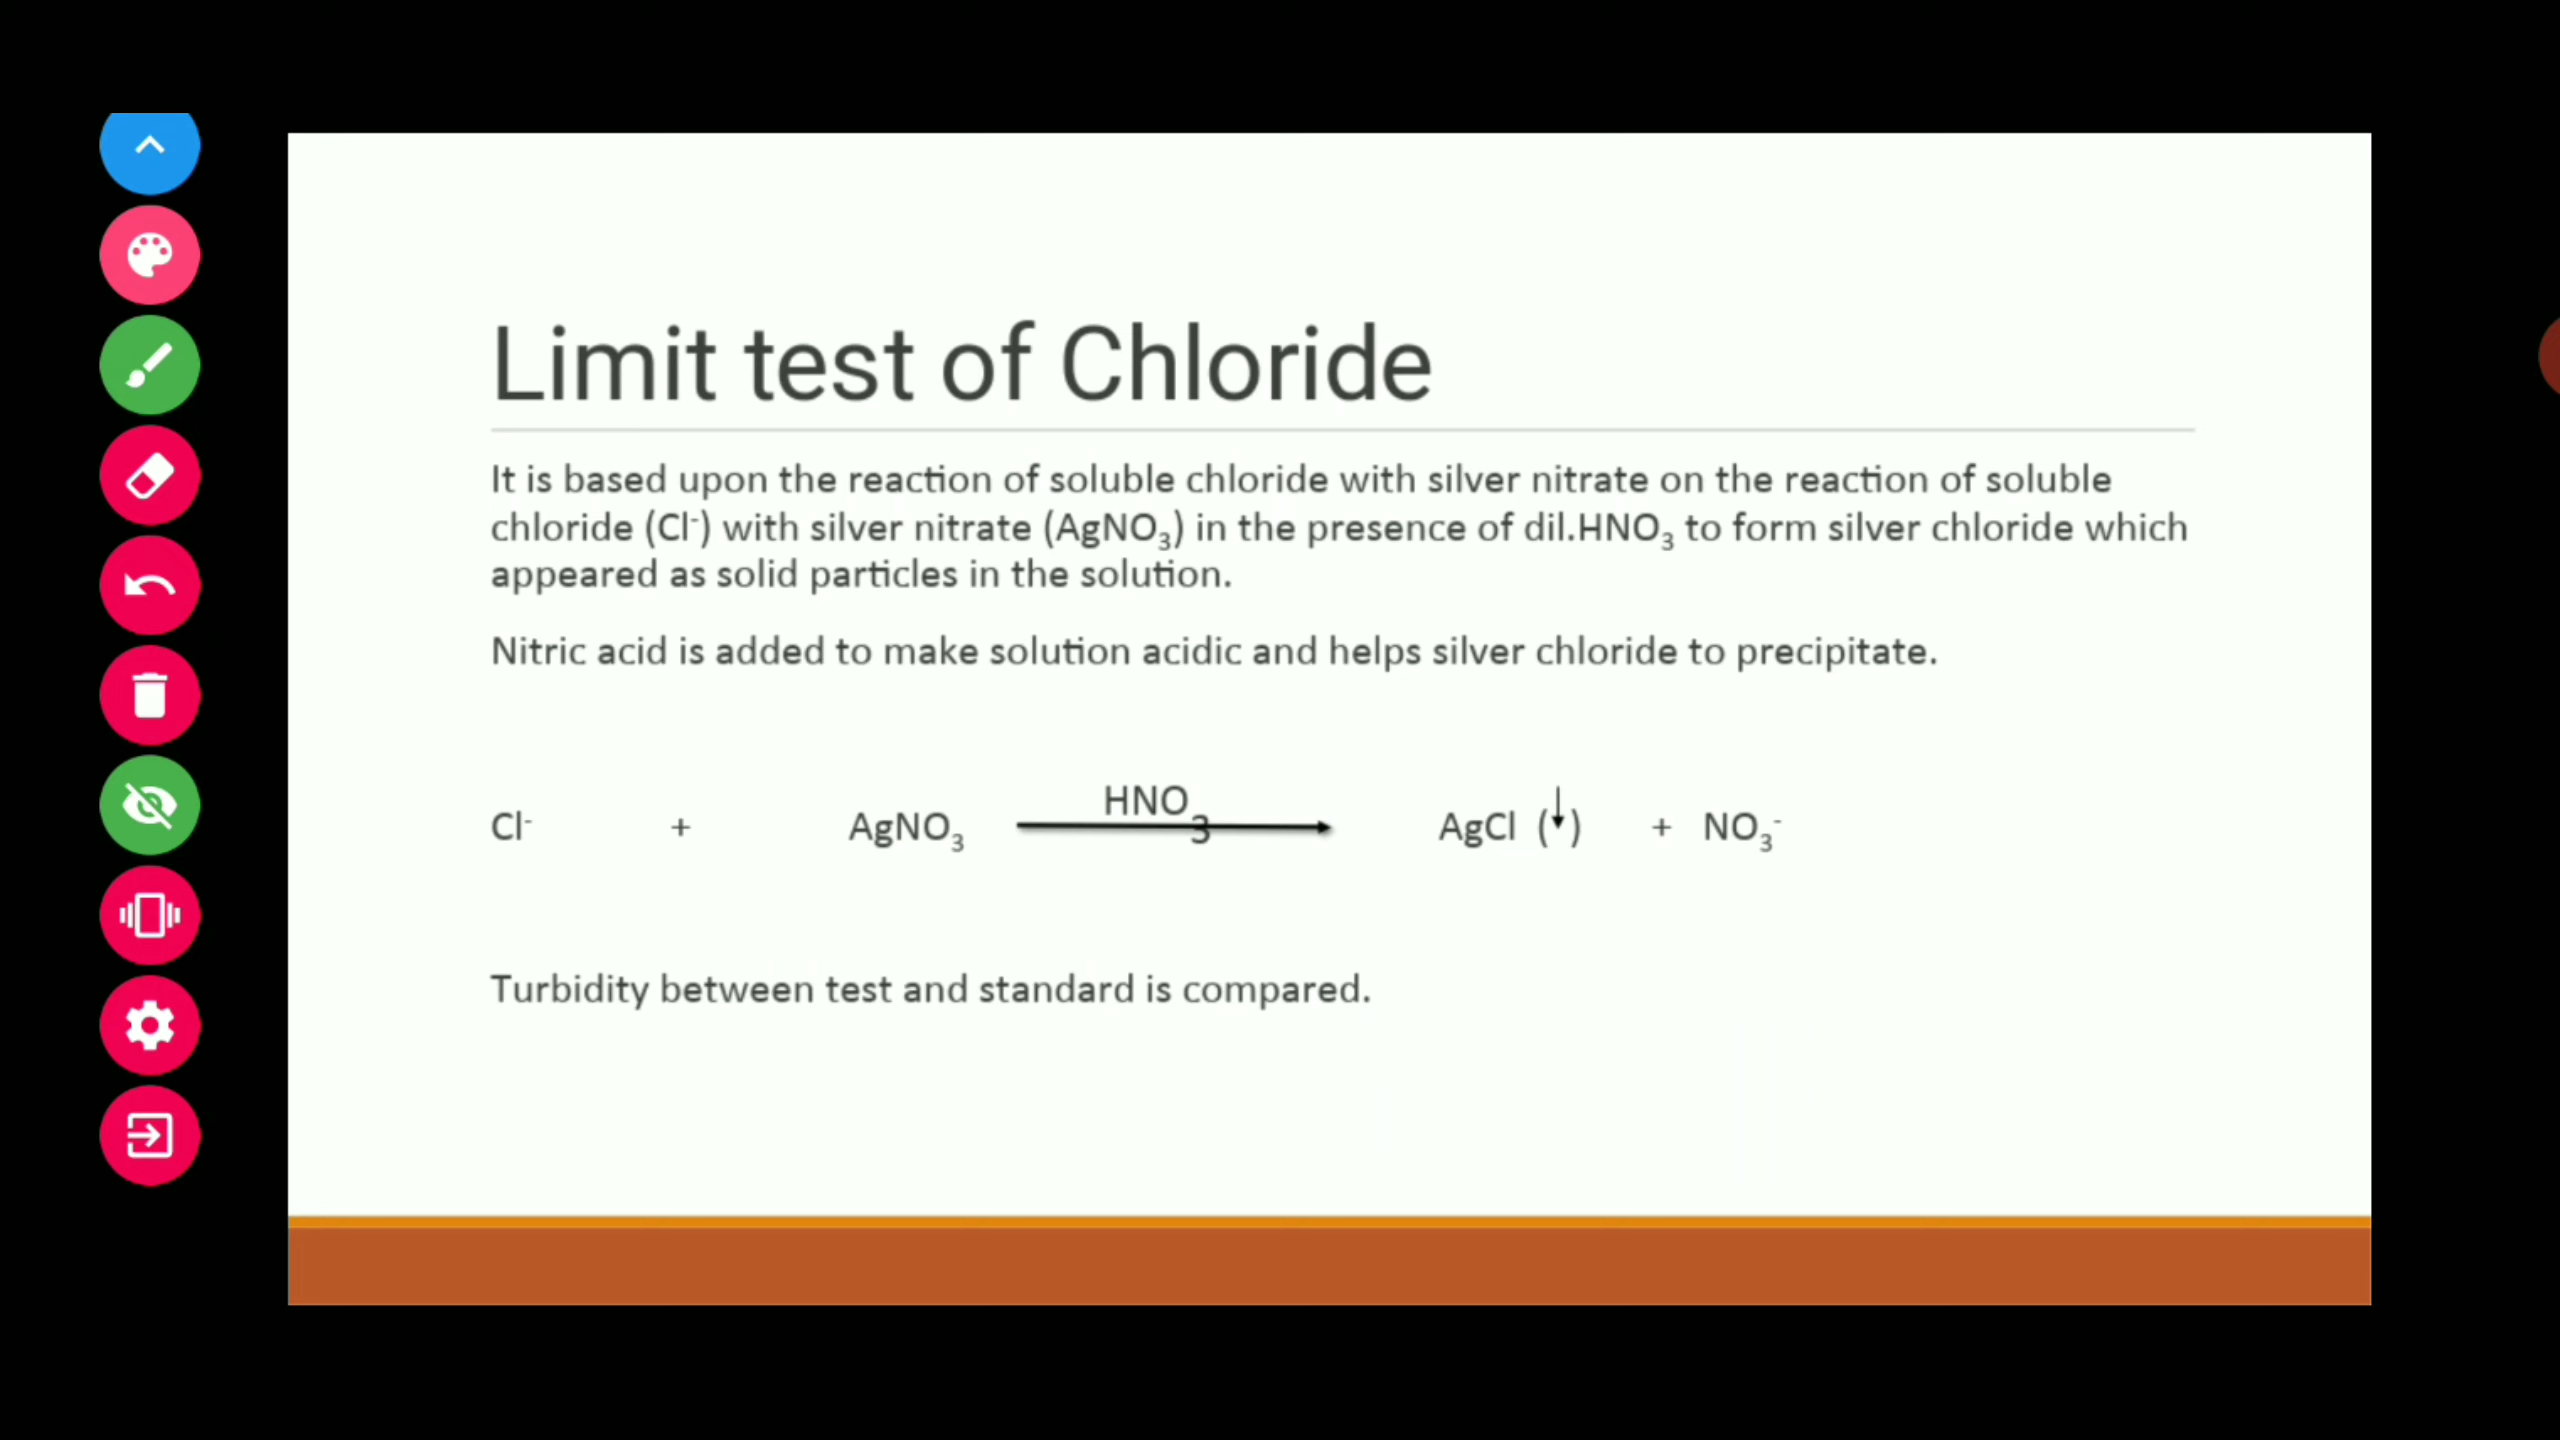 Limit test of Chloride
It is based upon the reaction of soluble chloride with silver nitrate on the reaction of soluble
chloride (Cl⁻) with silver nitrate (AgNO₃) in the presence of dil.HNO₃ to form silver chloride which
appeared as solid particles in the solution.
Nitric acid is added to make solution acidic and helps silver chloride to precipitate.
HNO₃
Cl⁻ + AgNO₃ → AgCl (↓) + NO₃⁻
Turbidity between test and standard is compared.